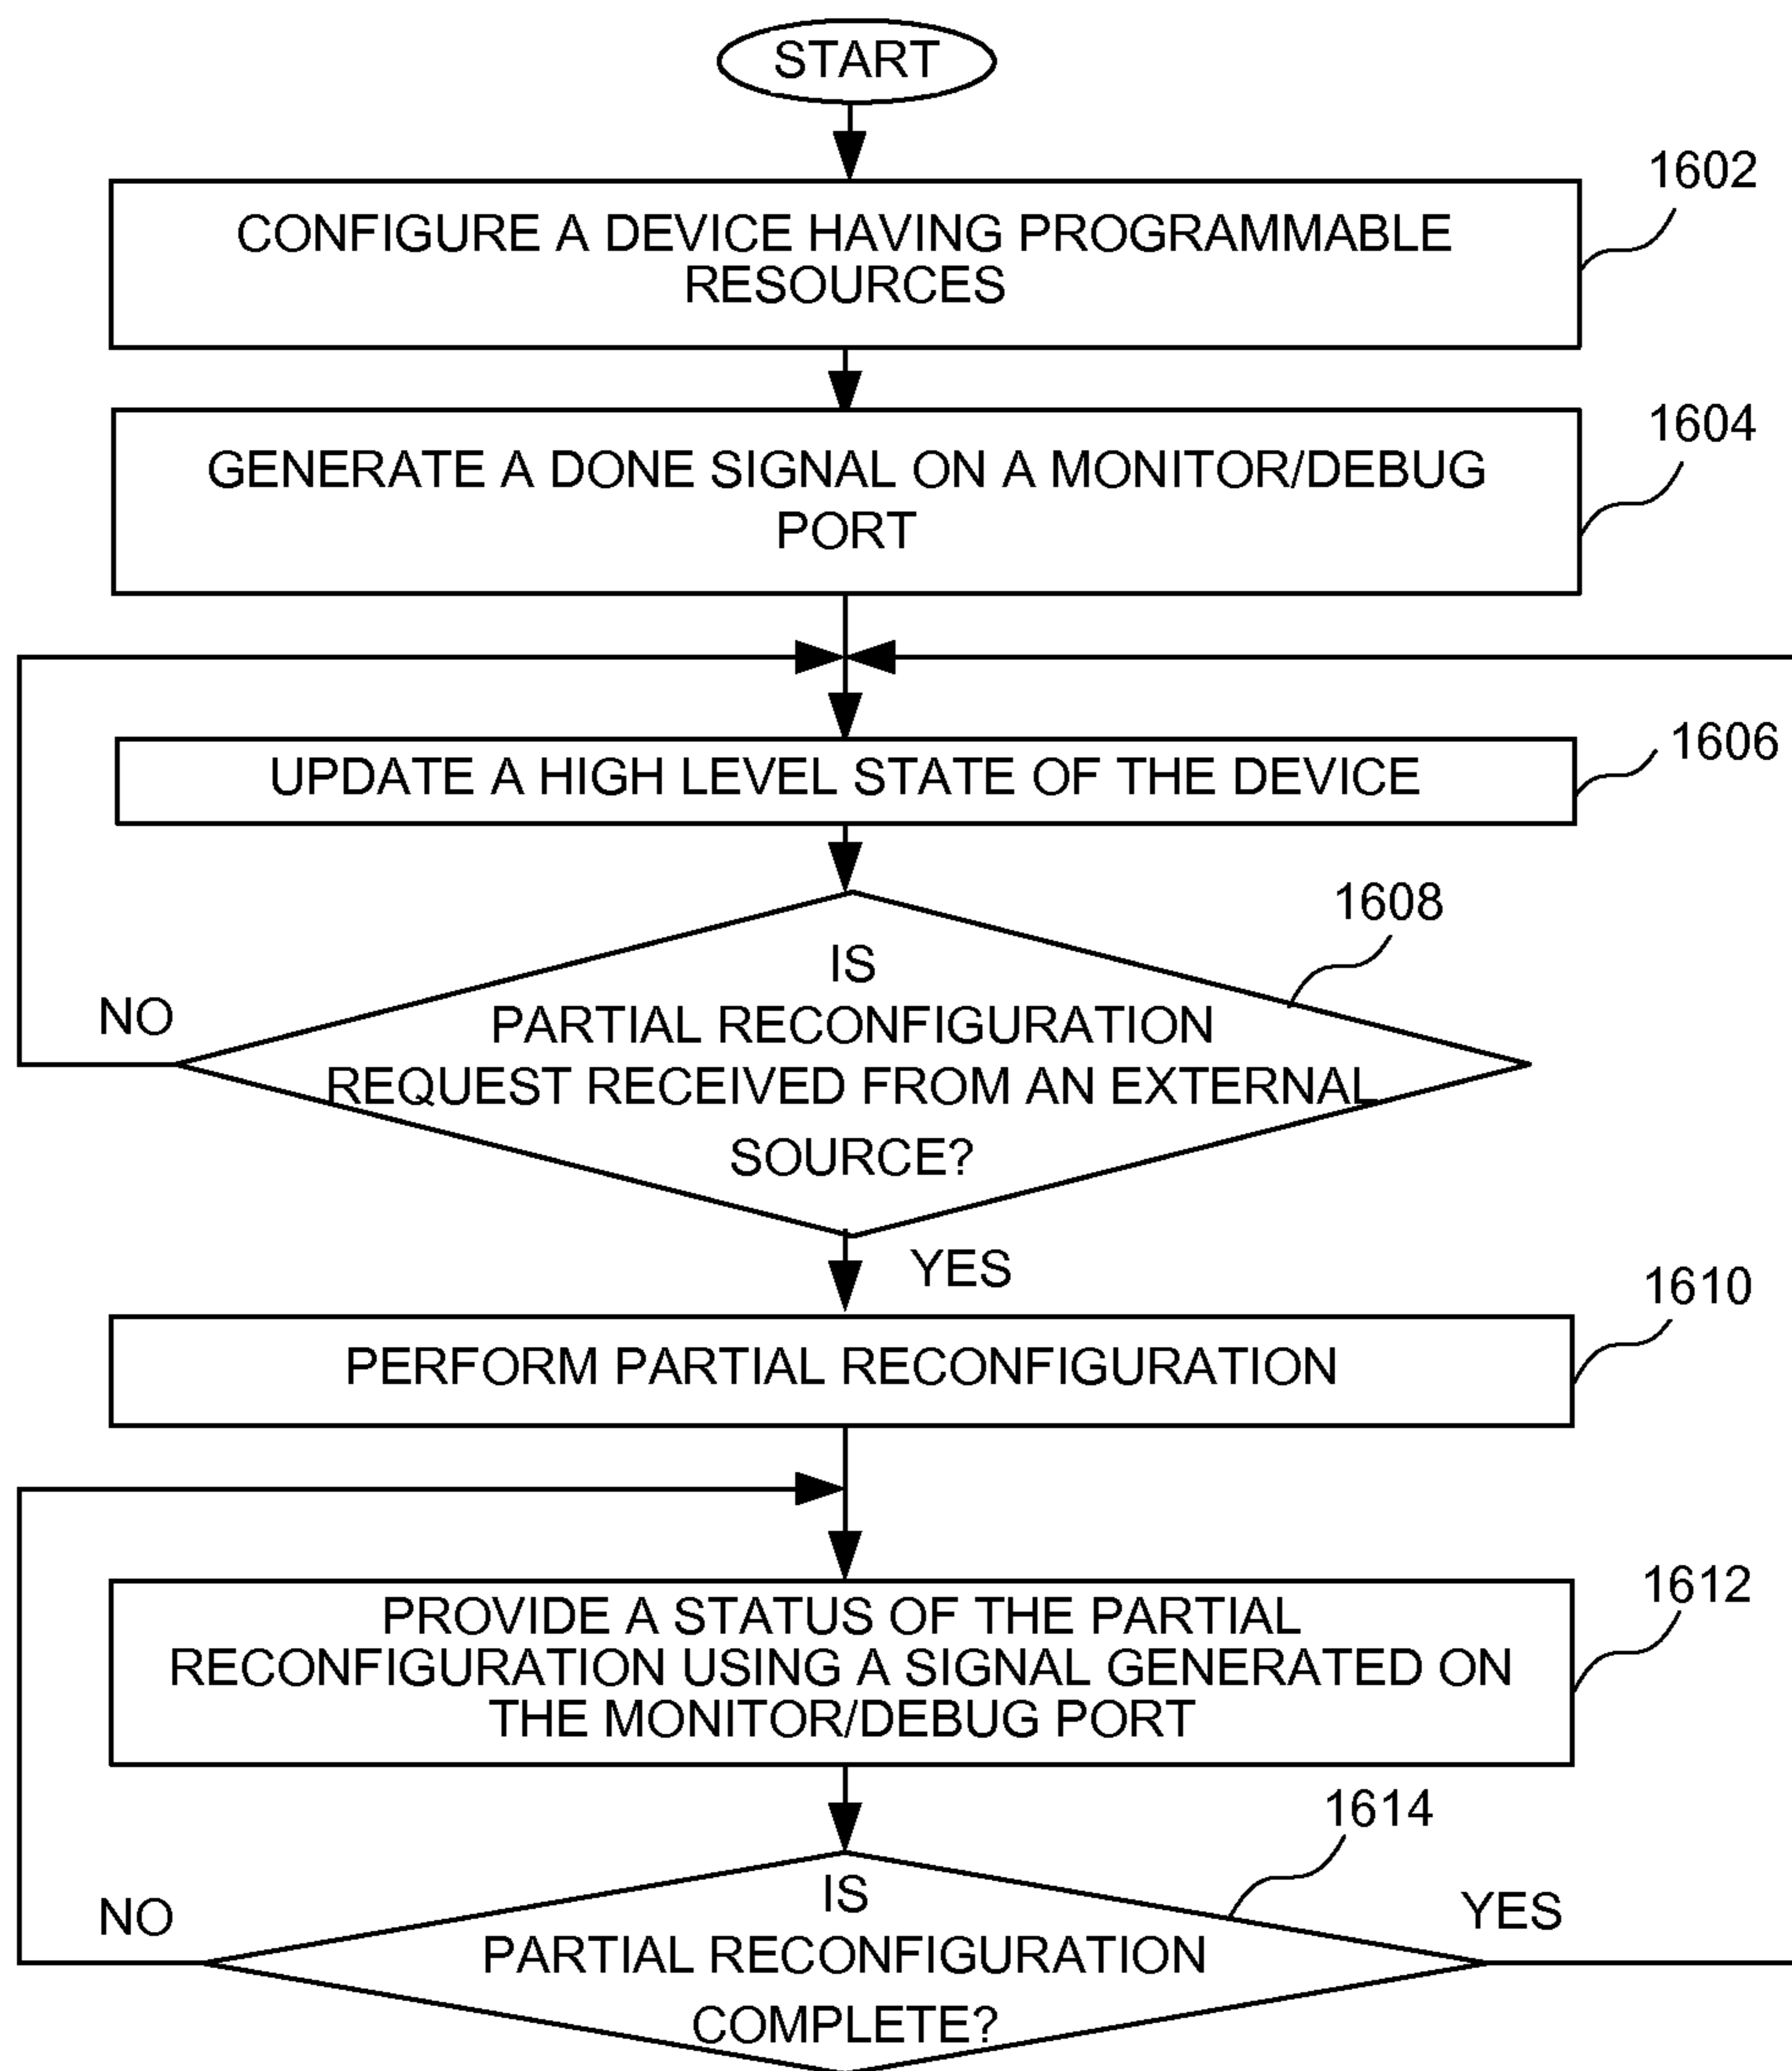 START
1602
CONFIGURE A DEVICE HAVING PROGRAMMABLE
RESOURCES
1604
GENERATE A DONE SIGNAL ON A MONITOR/DEBUG
PORT
1606
UPDATE A HIGH LEVEL STATE OF THE DEVICE
1608
IS
PARTIAL RECONFIGURATION
REQUEST RECEIVED FROM AN EXTERNAL
SOURCE?
NO
YES
1610
PERFORM PARTIAL RECONFIGURATION
1612
PROVIDE A STATUS OF THE PARTIAL
RECONFIGURATION USING A SIGNAL GENERATED ON
THE MONITOR/DEBUG PORT
1614
IS
PARTIAL RECONFIGURATION
COMPLETE?
NO
YES